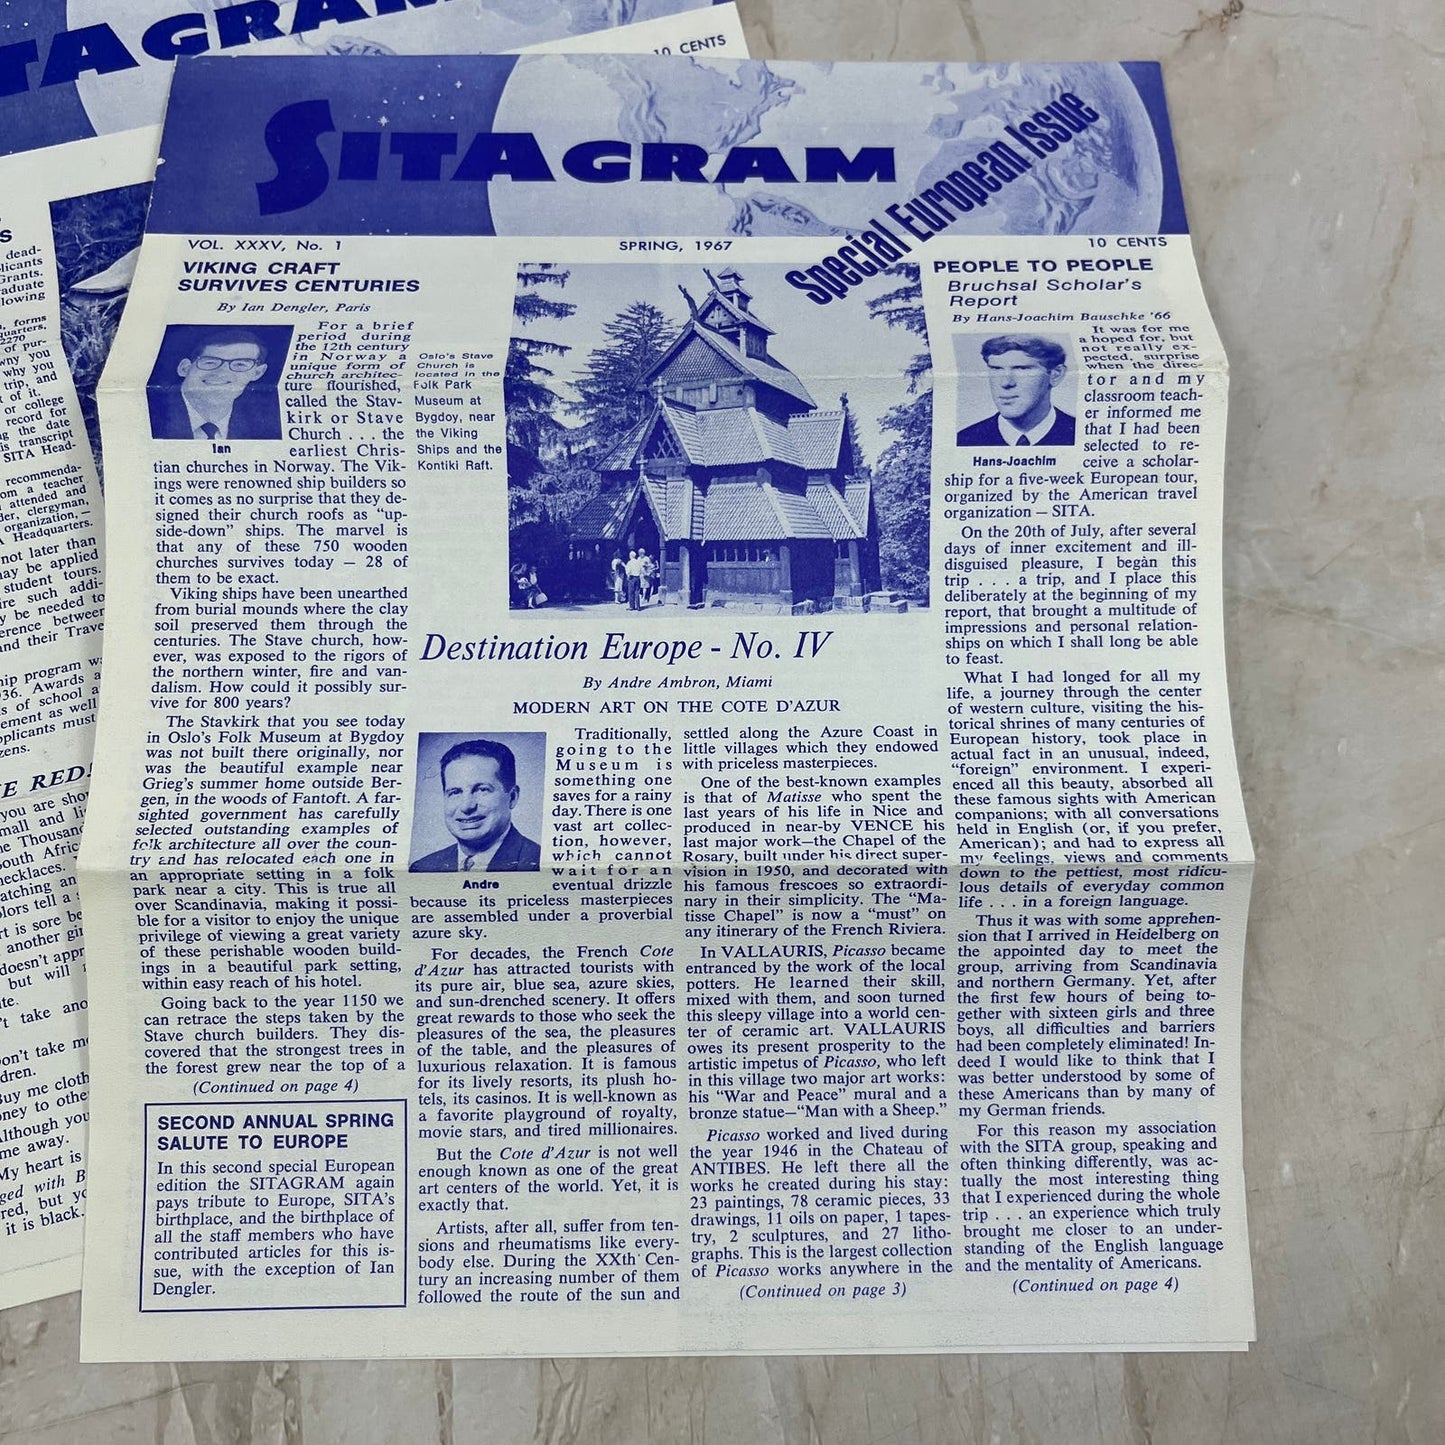 SITAGRAM
10 CENTS
SITAGRAM
Special European Issue
VOL. XXXV, No. 1
SPRING, 1967
10 CENTS
VIKING CRAFT
SURVIVES CENTURIES
By Ian Dengler, Paris
For a brief
period during
the 12th century
in Norway a
unique form of
church architec-
ture flourished,
called the Stav-
kirk or Stave
Church . . . the
earliest Chris-
Ian
tian churches in Norway. The Vik-
ings were renowned ship builders so
it comes as no surprise that they de-
signed their church roofs as "up-
side-down" ships. The marvel is
that any of these 750 wooden
churches survives today — 28 of
them to be exact.
Viking ships have been unearthed
from burial mounds where the clay
soil preserved them through the
centuries. The Stave church, how-
ever, was exposed to the rigors of
the northern winter, fire and van-
dalism. How could it possibly sur-
vive for 800 years?
The Stavkirk that you see today
in Oslo's Folk Museum at Bygdoy
was not built there originally, nor
was the beautiful example near
Grieg's summer home outside Ber-
gen, in the woods of Fantoft. A far-
sighted government has carefully
selected outstanding examples of
folk architecture all over the coun-
try and has relocated each one in
an appropriate setting in a folk
park near a city. This is true all
over Scandinavia, making it possi-
ble for a visitor to enjoy the unique
privilege of viewing a great variety
of these perishable wooden build-
ings in a beautiful park setting,
within easy reach of his hotel.
Going back to the year 1150 we
can retrace the steps taken by the
Stave church builders. They dis-
covered that the strongest trees in
the forest grew near the top of a
(Continued on page 4)
SECOND ANNUAL SPRING
SALUTE TO EUROPE
In this second special European
edition the SITAGRAM again
pays tribute to Europe, SITA's
birthplace, and the birthplace of
all the staff members who have
contributed articles for this is-
sue, with the exception of Ian
Dengler.
Oslo's Stave
Church is
located in the
Folk Park
Museum at
Bygdoy, near
the Viking
Ships and the
Kontiki Raft.
Destination Europe - No. IV
By Andre Ambron, Miami
MODERN ART ON THE COTE D'AZUR
Traditionally,
going to the
Museum is
something one
saves for a rainy
day. There is one
vast art collec-
tion, however,
which cannot
wait for an
eventual drizzle
Andre
because its priceless masterpieces
are assembled under a proverbial
azure sky.
For decades, the French Cote
d'Azur has attracted tourists with
its pure air, blue sea, azure skies,
and sun-drenched scenery. It offers
great rewards to those who seek the
pleasures of the sea, the pleasures
of the table, and the pleasures of
luxurious relaxation. It is famous
for its lively resorts, its plush ho-
tels, its casinos. It is well-known as
a favorite playground of royalty,
movie stars, and tired millionaires.
But the Cote d'Azur is not well
enough known as one of the great
art centers of the world. Yet, it is
exactly that.
Artists, after all, suffer from ten-
sions and rheumatisms like every-
body else. During the XXth Cen-
tury an increasing number of them
followed the route of the sun and
settled along the Azure Coast in
little villages which they endowed
with priceless masterpieces.
One of the best-known examples
is that of Matisse who spent the
last years of his life in Nice and
produced in near-by VENCE his
last major work—the Chapel of the
Rosary, built under his direct super-
vision in 1950, and decorated with
his famous frescoes so extraordi-
nary in their simplicity. The "Ma-
tisse Chapel" is now a "must" on
any itinerary of the French Riviera.
In VALLAURIS, Picasso became
entranced by the work of the local
potters. He learned their skill,
mixed with them, and soon turned
this sleepy village into a world cen-
ter of ceramic art. VALLAURIS
owes its present prosperity to the
artistic impetus of Picasso, who left
in this village two major art works:
his "War and Peace" mural and a
bronze statue—"Man with a Sheep."
Picasso worked and lived during
the year 1946 in the Chateau of
ANTIBES. He left there all the
works he created during his stay:
23 paintings, 78 ceramic pieces, 33
drawings, 11 oils on paper, 1 tapes-
try, 2 sculptures, and 27 litho-
graphs. This is the largest collection
of Picasso works anywhere in the
(Continued on page 3)
PEOPLE TO PEOPLE
Bruchsal Scholar's
Report
By Hans-Joachim Bauschke '66
It was for me
a hoped for, but
not really ex-
pected, surprise
when the direc-
tor and my
classroom teach-
er informed me
that I had been
selected to re-
ceive a scholar-
Hans-Joachim
ship for a five-week European tour,
organized by the American travel
organization — SITA.
On the 20th of July, after several
days of inner excitement and ill-
disguised pleasure, I began this
trip . . . a trip, and I place this
deliberately at the beginning of my
report, that brought a multitude of
impressions and personal relation-
ships on which I shall long be able
to feast.
What I had longed for all my
life, a journey through the center
of western culture, visiting the his-
torical shrines of many centuries of
European history, took place in
actual fact in an unusual, indeed,
"foreign" environment. I experi-
enced all this beauty, absorbed all
these famous sights with American
companions; with all conversations
held in English (or, if you prefer,
American); and had to express all
my feelings, views and comments
down to the pettiest, most ridicu-
lous details of everyday common
life . . . in a foreign language.
Thus it was with some apprehen-
sion that I arrived in Heidelberg on
the appointed day to meet the
group, arriving from Scandinavia
and northern Germany. Yet, after
the first few hours of being to-
gether with sixteen girls and three
boys, all difficulties and barriers
had been completely eliminated! In-
deed I would like to think that I
was better understood by some of
these Americans than by many of
my German friends.
For this reason my association
with the SITA group, speaking and
often thinking differently, was ac-
tually the most interesting thing
that I experienced during the whole
trip . . . an experience which truly
brought me closer to an under-
standing of the English language
and the mentality of Americans.
(Continued on page 4)